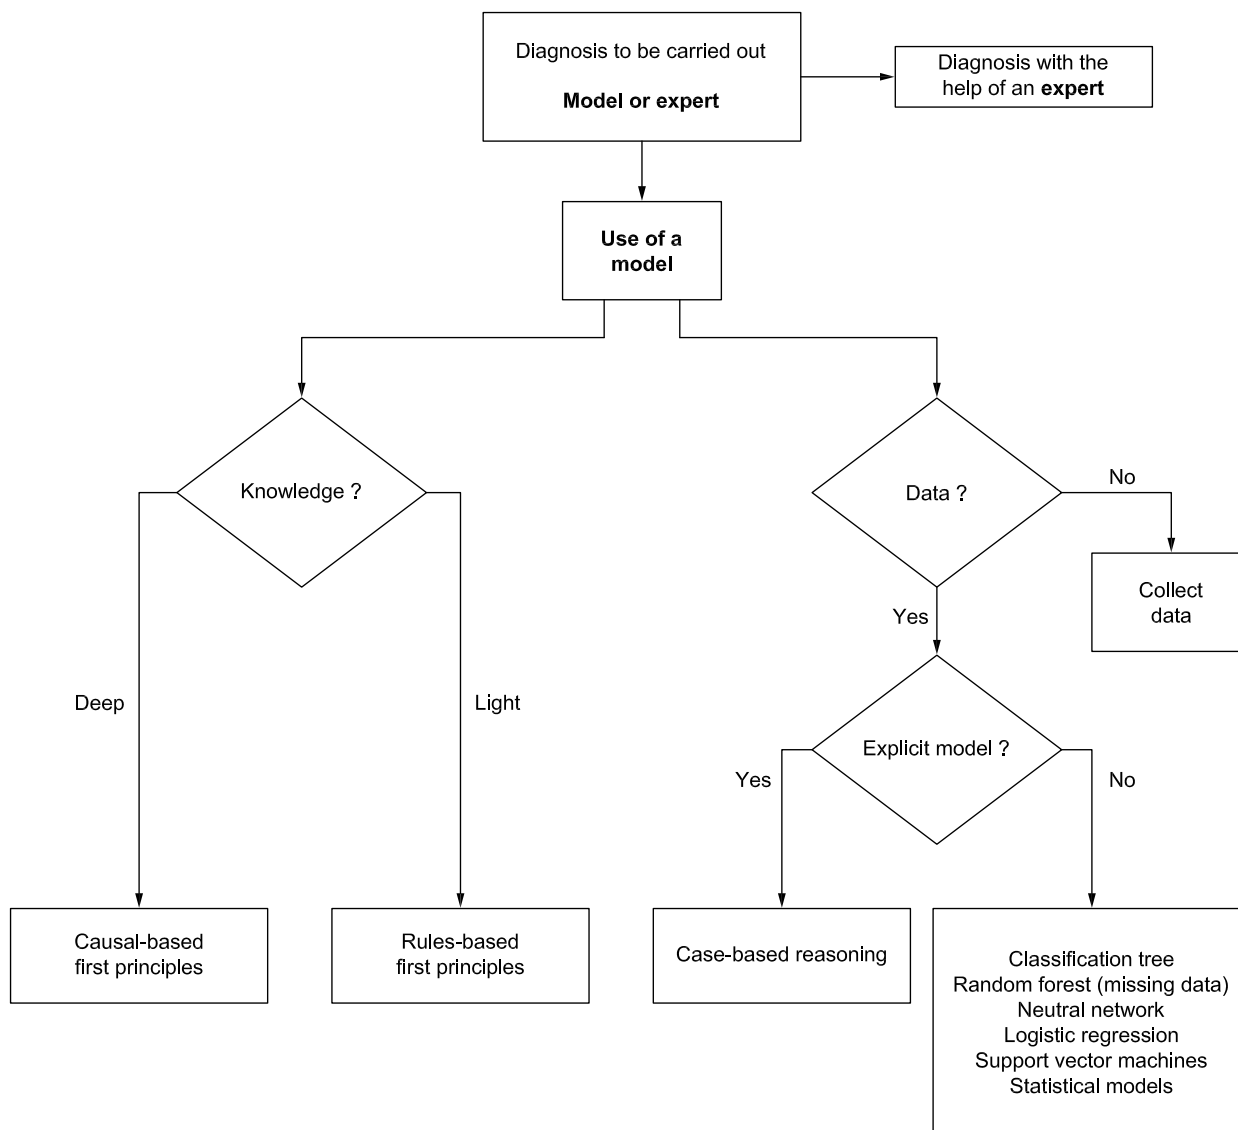 Diagnosis to be carried out
Model or expert
Diagnosis with the
help of an expert
Use of a
model
Knowledge ?
Data ?
No
Collect
data
Yes
Deep
Light
Explicit model ?
Yes
No
Causal-based
first principles
Rules-based
first principles
Case-based reasoning
Classification tree
Random forest (missing data)
Neutral network
Logistic regression
Support vector machines
Statistical models